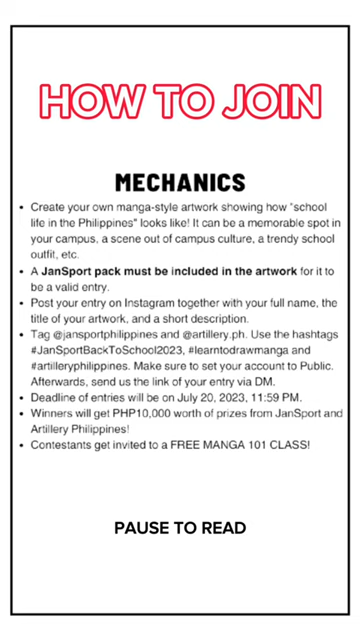 HOW TO JOIN
MECHANICS
• Create your own manga-style artwork showing how "school
life in the Philippines" looks like! It can be a memorable spot in
your campus, a scene out of campus culture, a trendy school
outfit, etc.
• A JanSport pack must be included in the artwork for it to
be a valid entry.
• Post your entry on Instagram together with your full name, the
title of your artwork, and a short description.
• Tag @jansportphilippines and @artillery.ph. Use the hashtags
#JanSportBackToSchool2023, #learntodrawmanga and
#artilleryphilippines. Make sure to set your account to Public.
Afterwards, send us the link of your entry via DM.
• Deadline of entries will be on July 20, 2023, 11:59 PM.
• Winners will get PHP10,000 worth of prizes from JanSport and
Artillery Philippines!
• Contestants get invited to a FREE MANGA 101 CLASS!
PAUSE TO READ